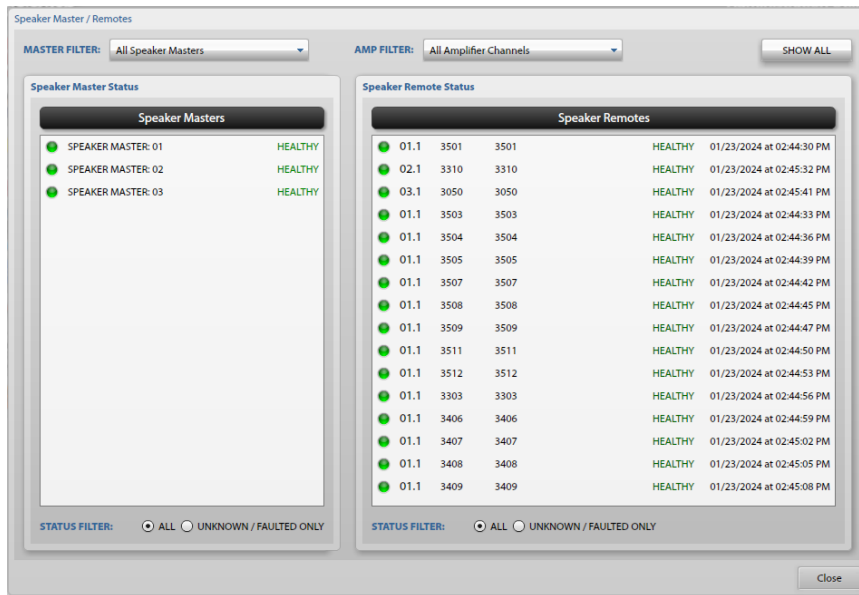 Speaker Master / Remotes
MASTER FILTER: All Speaker Masters AMP FILTER: All Amplifier Channels SHOW ALL
Speaker Master Status
Speaker Masters
SPEAKER MASTER: 01 HEALTHY
SPEAKER MASTER: 02 HEALTHY
SPEAKER MASTER: 03 HEALTHY
STATUS FILTER: ALL UNKNOWN / FAULTED ONLY
Speaker Remote Status
Speaker Remotes
01.1 3501 3501 HEALTHY 01/23/2024 at 02:44:30 PM
02.1 3310 3310 HEALTHY 01/23/2024 at 02:45:32 PM
03.1 3050 3050 HEALTHY 01/23/2024 at 02:45:41 PM
01.1 3503 3503 HEALTHY 01/23/2024 at 02:44:33 PM
01.1 3504 3504 HEALTHY 01/23/2024 at 02:44:36 PM
01.1 3505 3505 HEALTHY 01/23/2024 at 02:44:39 PM
01.1 3507 3507 HEALTHY 01/23/2024 at 02:44:42 PM
01.1 3508 3508 HEALTHY 01/23/2024 at 02:44:45 PM
01.1 3509 3509 HEALTHY 01/23/2024 at 02:44:47 PM
01.1 3511 3511 HEALTHY 01/23/2024 at 02:44:50 PM
01.1 3512 3512 HEALTHY 01/23/2024 at 02:44:53 PM
01.1 3303 3303 HEALTHY 01/23/2024 at 02:44:56 PM
01.1 3406 3406 HEALTHY 01/23/2024 at 02:44:59 PM
01.1 3407 3407 HEALTHY 01/23/2024 at 02:45:02 PM
01.1 3408 3408 HEALTHY 01/23/2024 at 02:45:05 PM
01.1 3409 3409 HEALTHY 01/23/2024 at 02:45:08 PM
STATUS FILTER: ALL UNKNOWN / FAULTED ONLY
Close